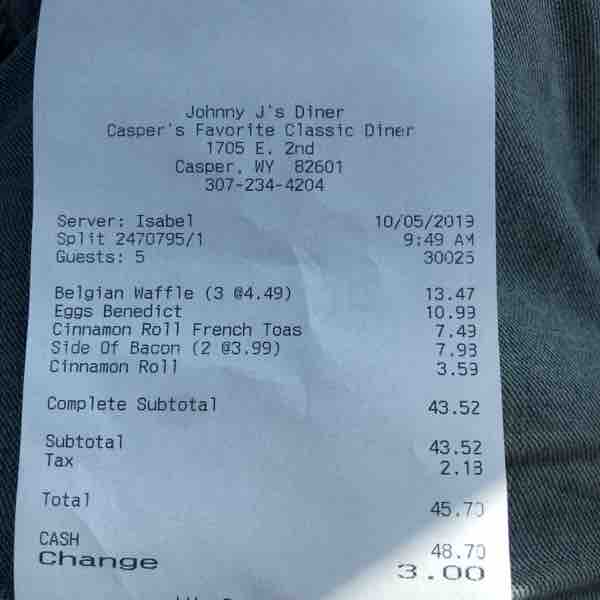 Johnny J's Diner
Casper's Favorite Classic Diner
1705 E. 2nd
Casper, WY 82601
307-234-4204
Server: Isabel 10/05/2019
Split 2470795/1 9:49 AM
Guests: 5 30025
Belgian Waffle (3 @4.49) 13.47
Eggs Benedict 10.99
Cinnamon Roll French Toas 7.49
Side Of Bacon (2 @3.99) 7.98
Cinnamon Roll 3.59
Complete Subtotal 43.52
Subtotal 43.52
Tax 2.18
Total 45.70
CASH 48.70
Change 3.00